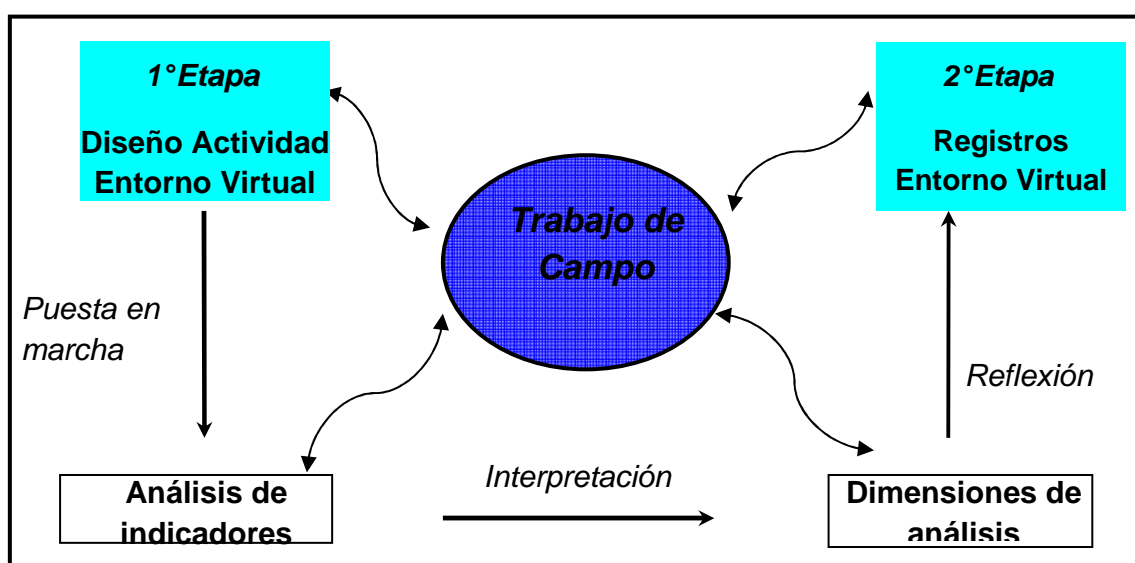 1°Etapa
Diseño Actividad
Entorno Virtual
2°Etapa
Registros
Entorno Virtual
Trabajo de
Campo
Puesta en
marcha
Reflexión
Interpretación
Análisis de
indicadores
Dimensiones de
análisis